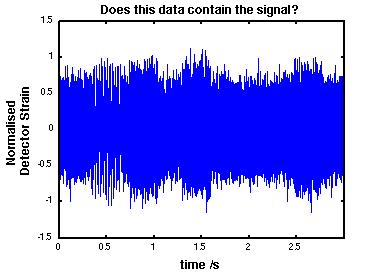 Does this data contain the signal?
1.5
1
0.5
0
-0.5
-1
-1.5
Normalised
Detector Strain
0 0.5 1 1.5 2 2.5
time /s